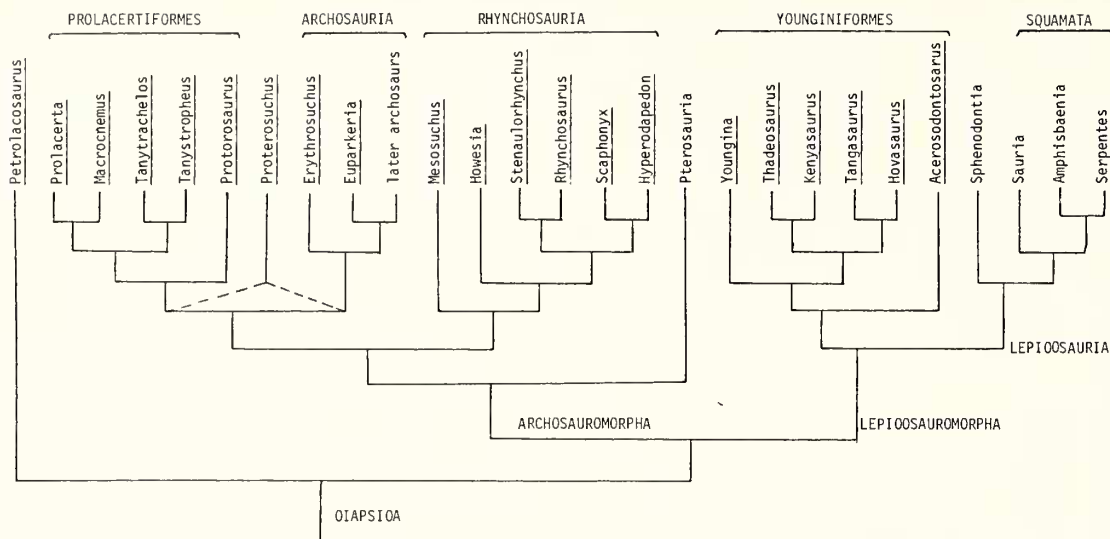 PROLACERTIFORMES
ARCHOSAURIA
RHYNCHOSAURIA
YOUNGINIFORMES
SQUAMATA
Petrolacosaurus
Prolacerta
Macrocnemus
Tanytrachelos
Tanystropheus
Protorosaurus
Proterosuchus
Erythrosuchus
Euparkeria
later archosaurs
Mesosuchus
Howesia
Stenaulorhynchus
Rhynchosaurus
Scaphonyx
Hyperodapedon
Pterosauria
Youngina
Thadeosaurus
Kenyasaurus
Tangasaurus
Hovasaurus
Acerosodontosarus
Sphenodontia
Sauria
Amphisbaenia
Serpentes
LEPIOOSAURIA
ARCHOSAUROMORPHA
LEPIOOSAUROMORPHA
OIAPSIOA